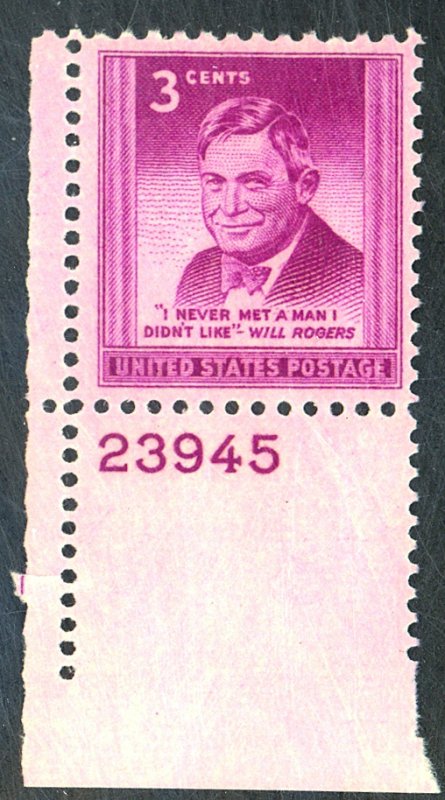 3 CENTS
"I NEVER MET A MAN I
DIDN'T LIKE" - WILL ROGERS
UNITED STATES POSTAGE
23945